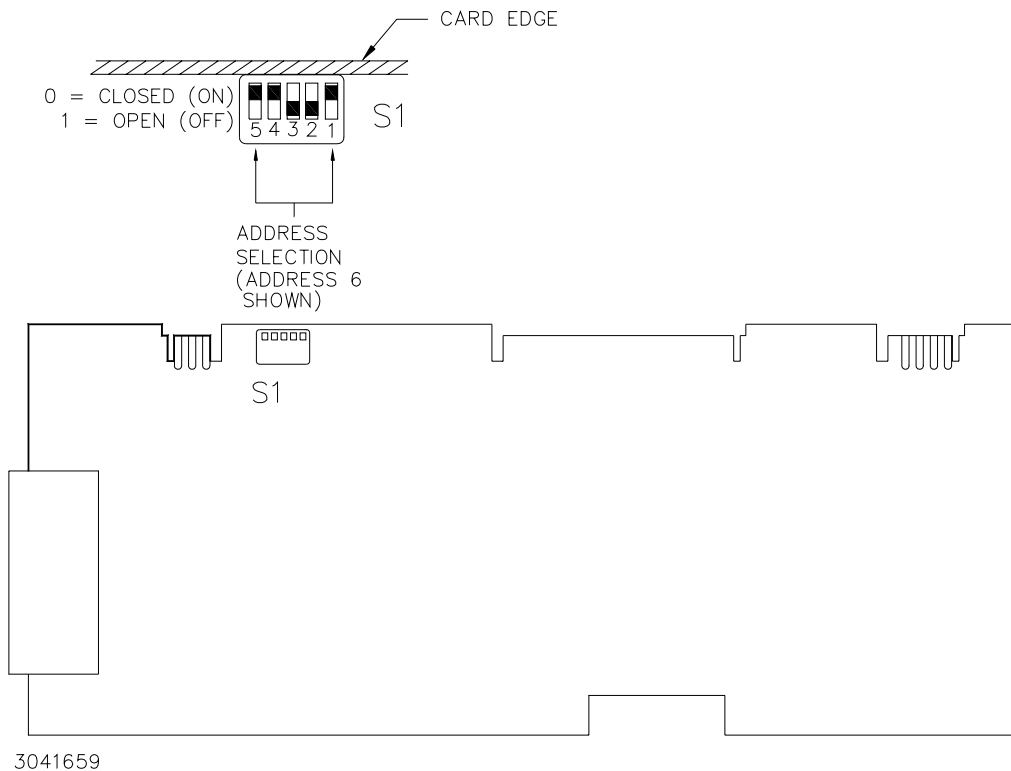 CARD EDGE
0 = CLOSED (ON)
1 = OPEN (OFF)
S1
5 4 3 2 1
ADDRESS
SELECTION
(ADDRESS 6
SHOWN)
S1
3041659